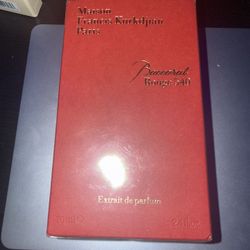 Maison
Francis Kurkdjian
Paris
Baccarat
Rouge 540
Extrait de parfum